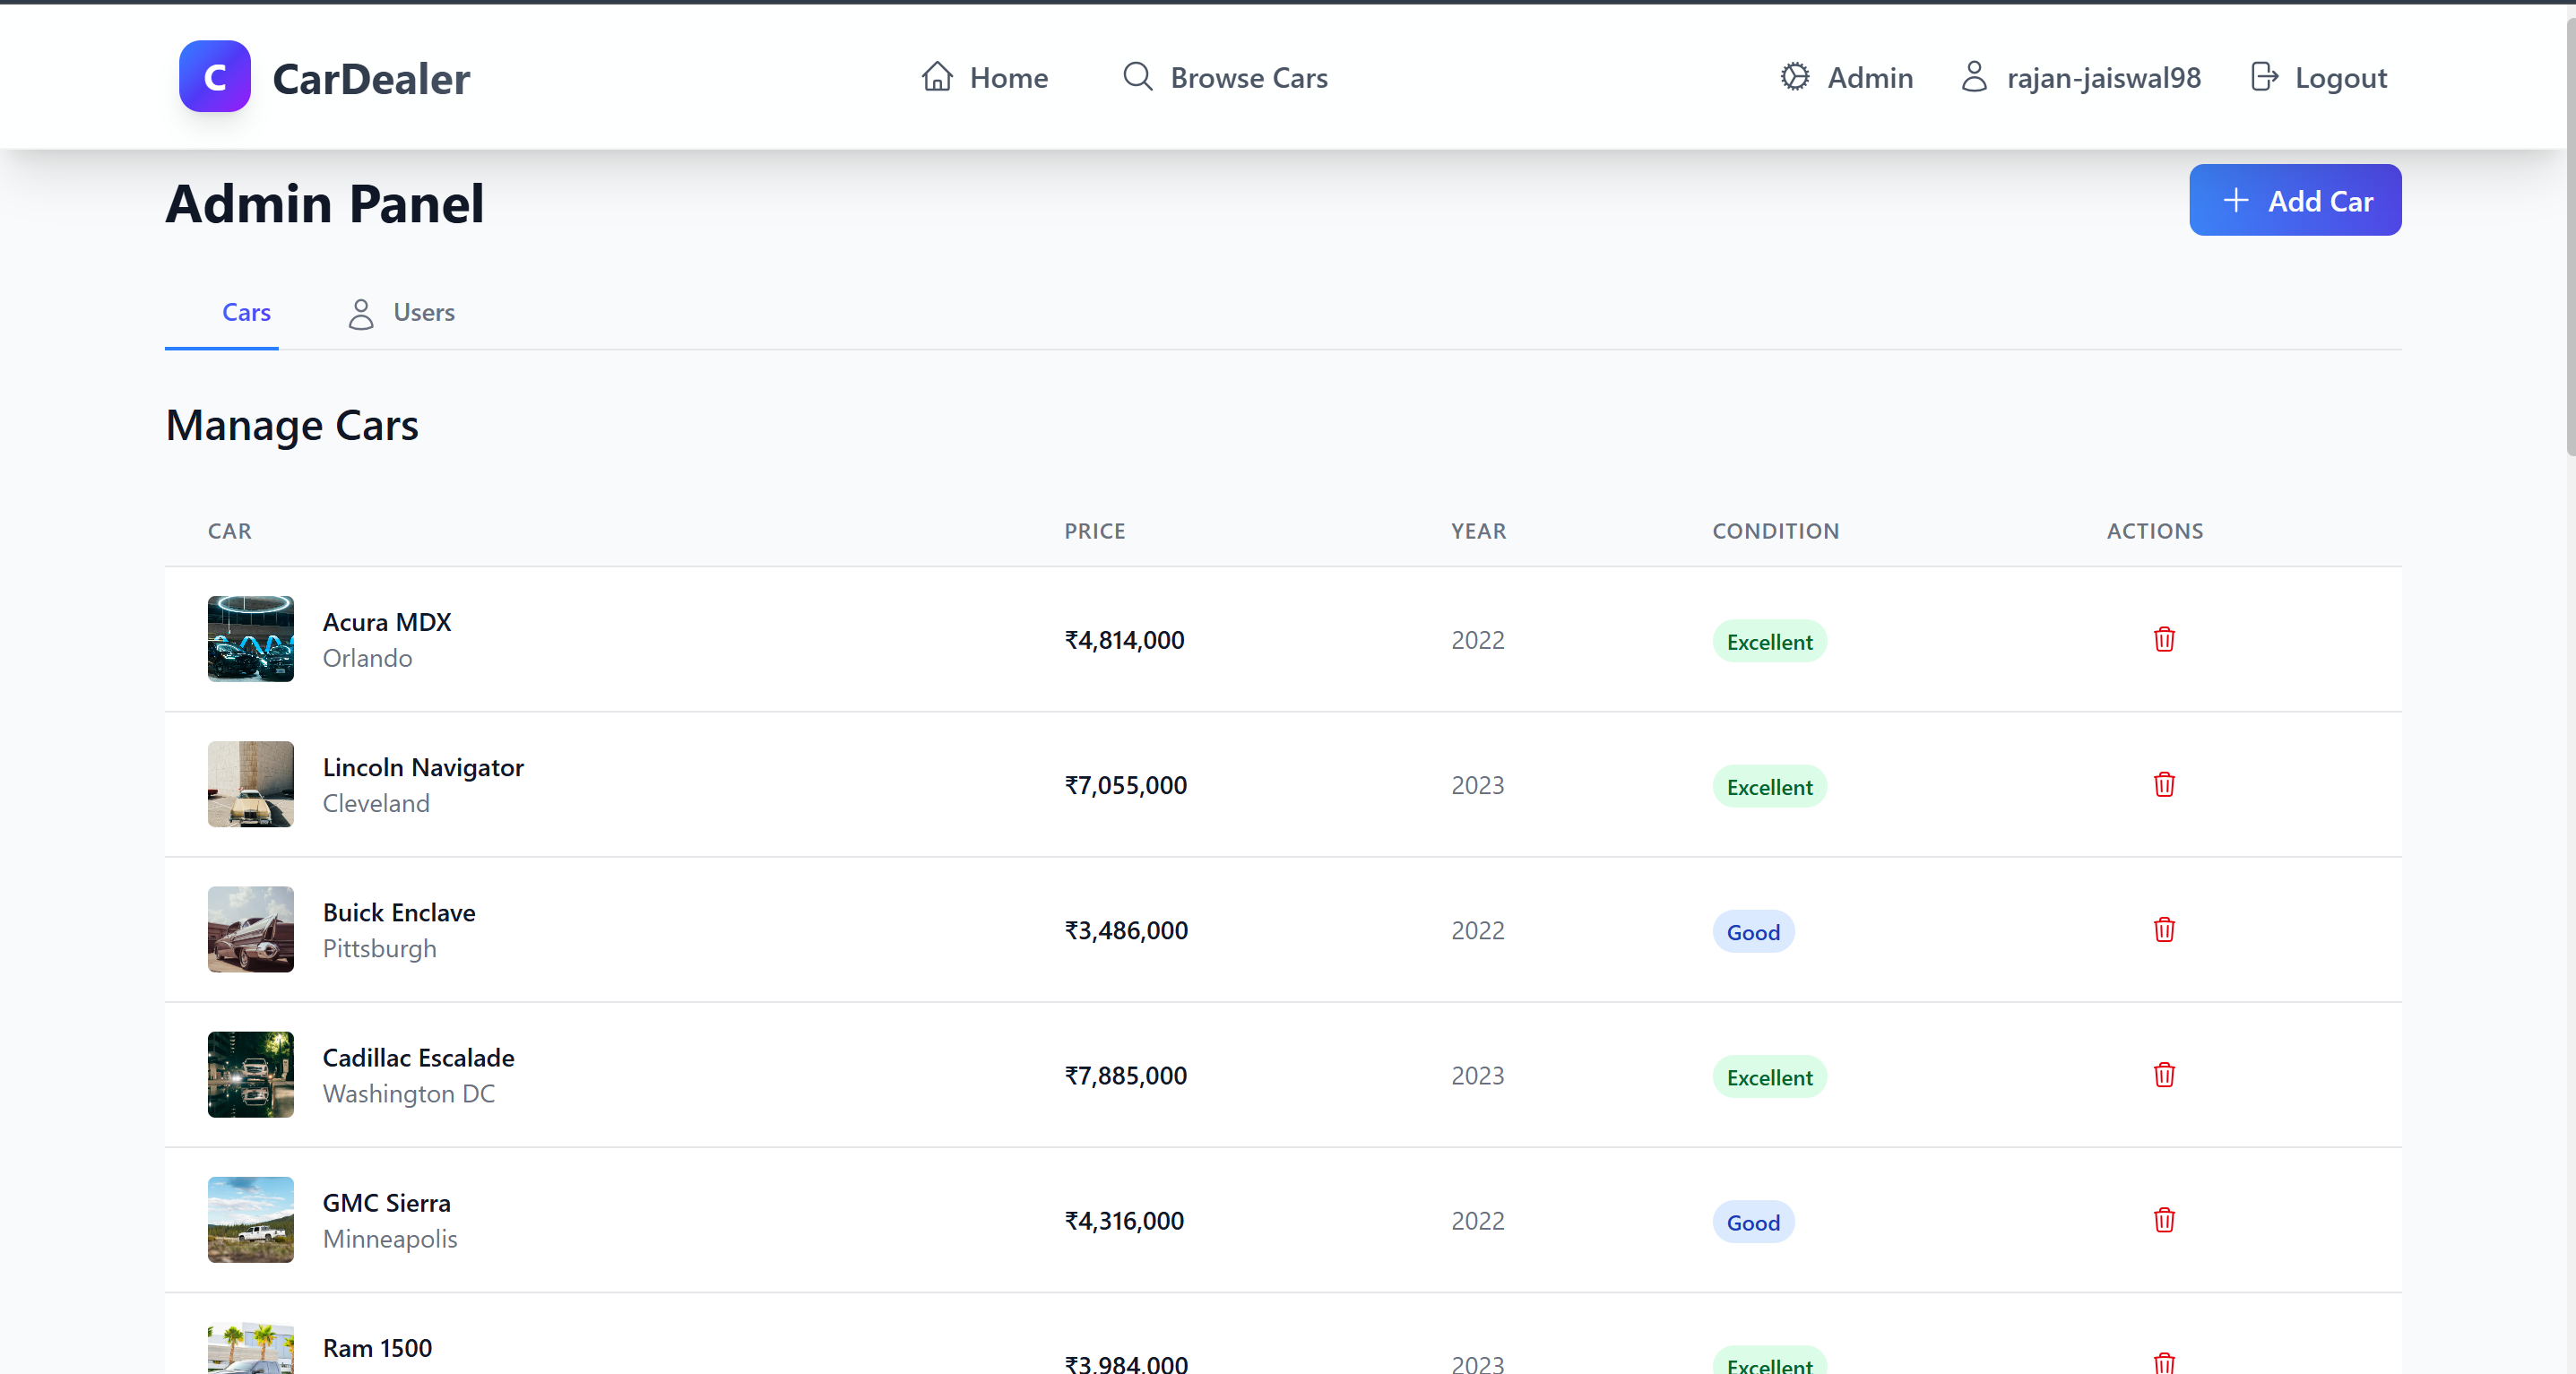 C CarDealer Home Browse Cars Admin rajan-jaiswal98 Logout
Admin Panel Add Car
Cars Users
Manage Cars
CAR PRICE YEAR CONDITION ACTIONS
Acura MDX
Orlando
₹4,814,000 2022 Excellent
Lincoln Navigator
Cleveland
₹7,055,000 2023 Excellent
Buick Enclave
Pittsburgh
₹3,486,000 2022 Good
Cadillac Escalade
Washington DC
₹7,885,000 2023 Excellent
GMC Sierra
Minneapolis
₹4,316,000 2022 Good
Ram 1500
₹3,984,000 2023 Excellent